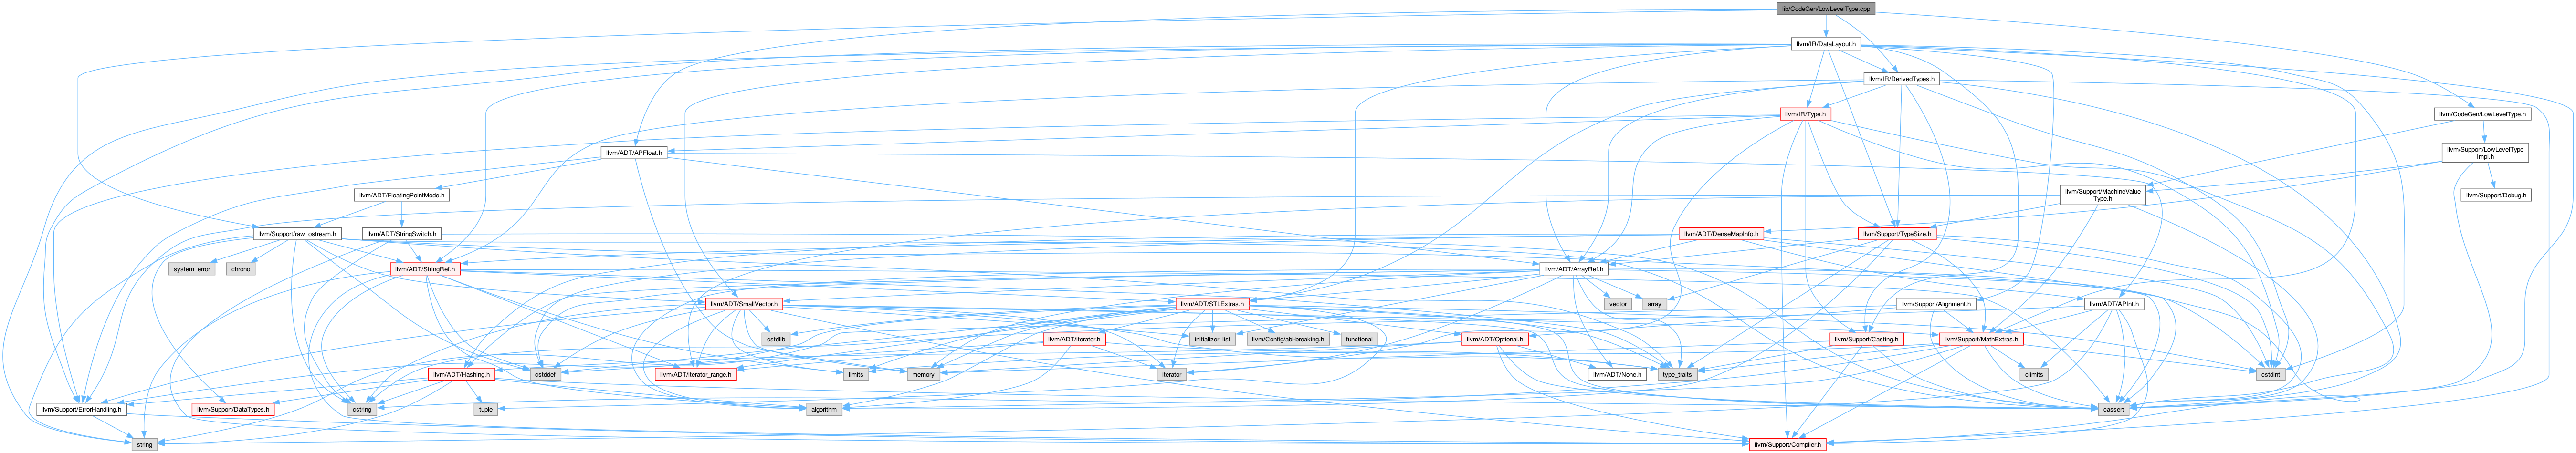 lib/CodeGen/LowLevelType.cpp
llvm/IR/DataLayout.h
llvm/IR/DerivedTypes.h
llvm/IR/Type.h
llvm/CodeGen/LowLevelType.h
llvm/ADT/APFloat.h
llvm/Support/LowLevelType
Impl.h
llvm/ADT/FloatingPointMode.h
llvm/Support/MachineValue
Type.h
llvm/Support/Debug.h
llvm/Support/raw_ostream.h
llvm/ADT/StringSwitch.h
llvm/ADT/DenseMapInfo.h
llvm/Support/TypeSize.h
system_error
chrono
llvm/ADT/StringRef.h
llvm/ADT/ArrayRef.h
llvm/ADT/SmallVector.h
llvm/ADT/STLExtras.h
vector
array
llvm/Support/Alignment.h
llvm/ADT/APInt.h
cstdlib
llvm/ADT/iterator.h
initializer_list
llvm/Config/abi-breaking.h
functional
llvm/ADT/Optional.h
llvm/Support/Casting.h
llvm/Support/MathExtras.h
llvm/ADT/Hashing.h
cstddef
llvm/ADT/iterator_range.h
limits
memory
iterator
llvm/ADT/None.h
type_traits
climits
cstdint
llvm/Support/ErrorHandling.h
llvm/Support/DataTypes.h
cstring
tuple
algorithm
cassert
string
llvm/Support/Compiler.h